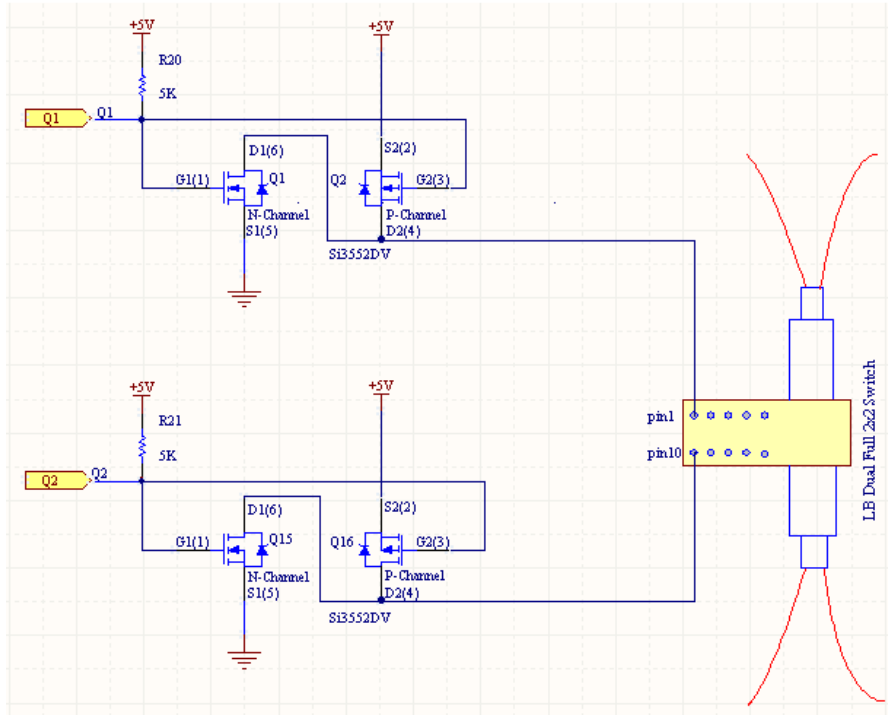 +5V
+5V
R20
5K
Q1
Q1
D1(6)
S2(2)
G1(1)
Q1
Q2
G2(3)
N-Channel
P-Channel
S1(5)
D2(4)
Si3552DV
+5V
+5V
R21
5K
pin1
pin10
LB Dual Full 2x2 Switch
Q2
Q2
D1(6)
S2(2)
G1(1)
Q15
Q16
G2(3)
N-Channel
P-Channel
S1(5)
D2(4)
Si3552DV